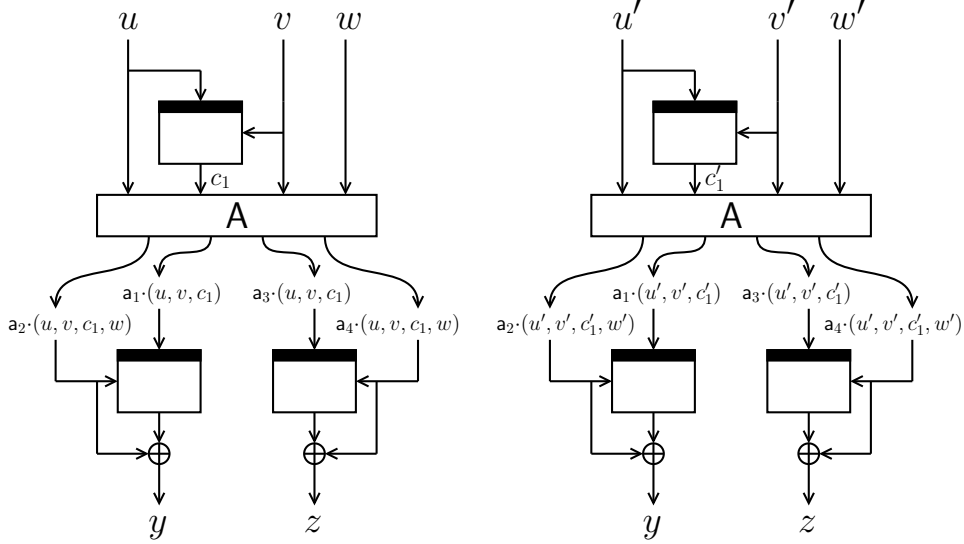 u v w u′ v′ w′
c₁ c′₁
A A
a₁·(u, v, c₁) a₃·(u, v, c₁) a₁·(u′, v′, c′₁) a₃·(u′, v′, c′₁)
a₂·(u, v, c₁, w) a₄·(u, v, c₁, w) a₂·(u′, v′, c′₁, w′) a₄·(u′, v′, c′₁, w′)
y z y z